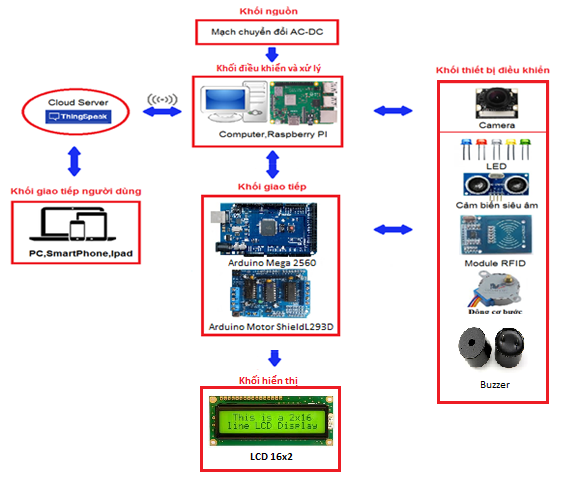 Khối nguồn
Mạch chuyển đổi AC-DC
Khối điều khiển và xử lý
Computer,Raspberry PI
Cloud Server
ThingSpeak
Khối giao tiếp người dùng
PC,SmartPhone,Ipad
Khối giao tiếp
Arduino Mega 2560
Arduino Motor ShieldL293D
Khối hiển thị
This is a 2x16
line LCD Display
LCD 16x2
Khối thiết bị điều khiển
Camera
LED
Cảm biến siêu âm
Module RFID
Động cơ bước
Buzzer